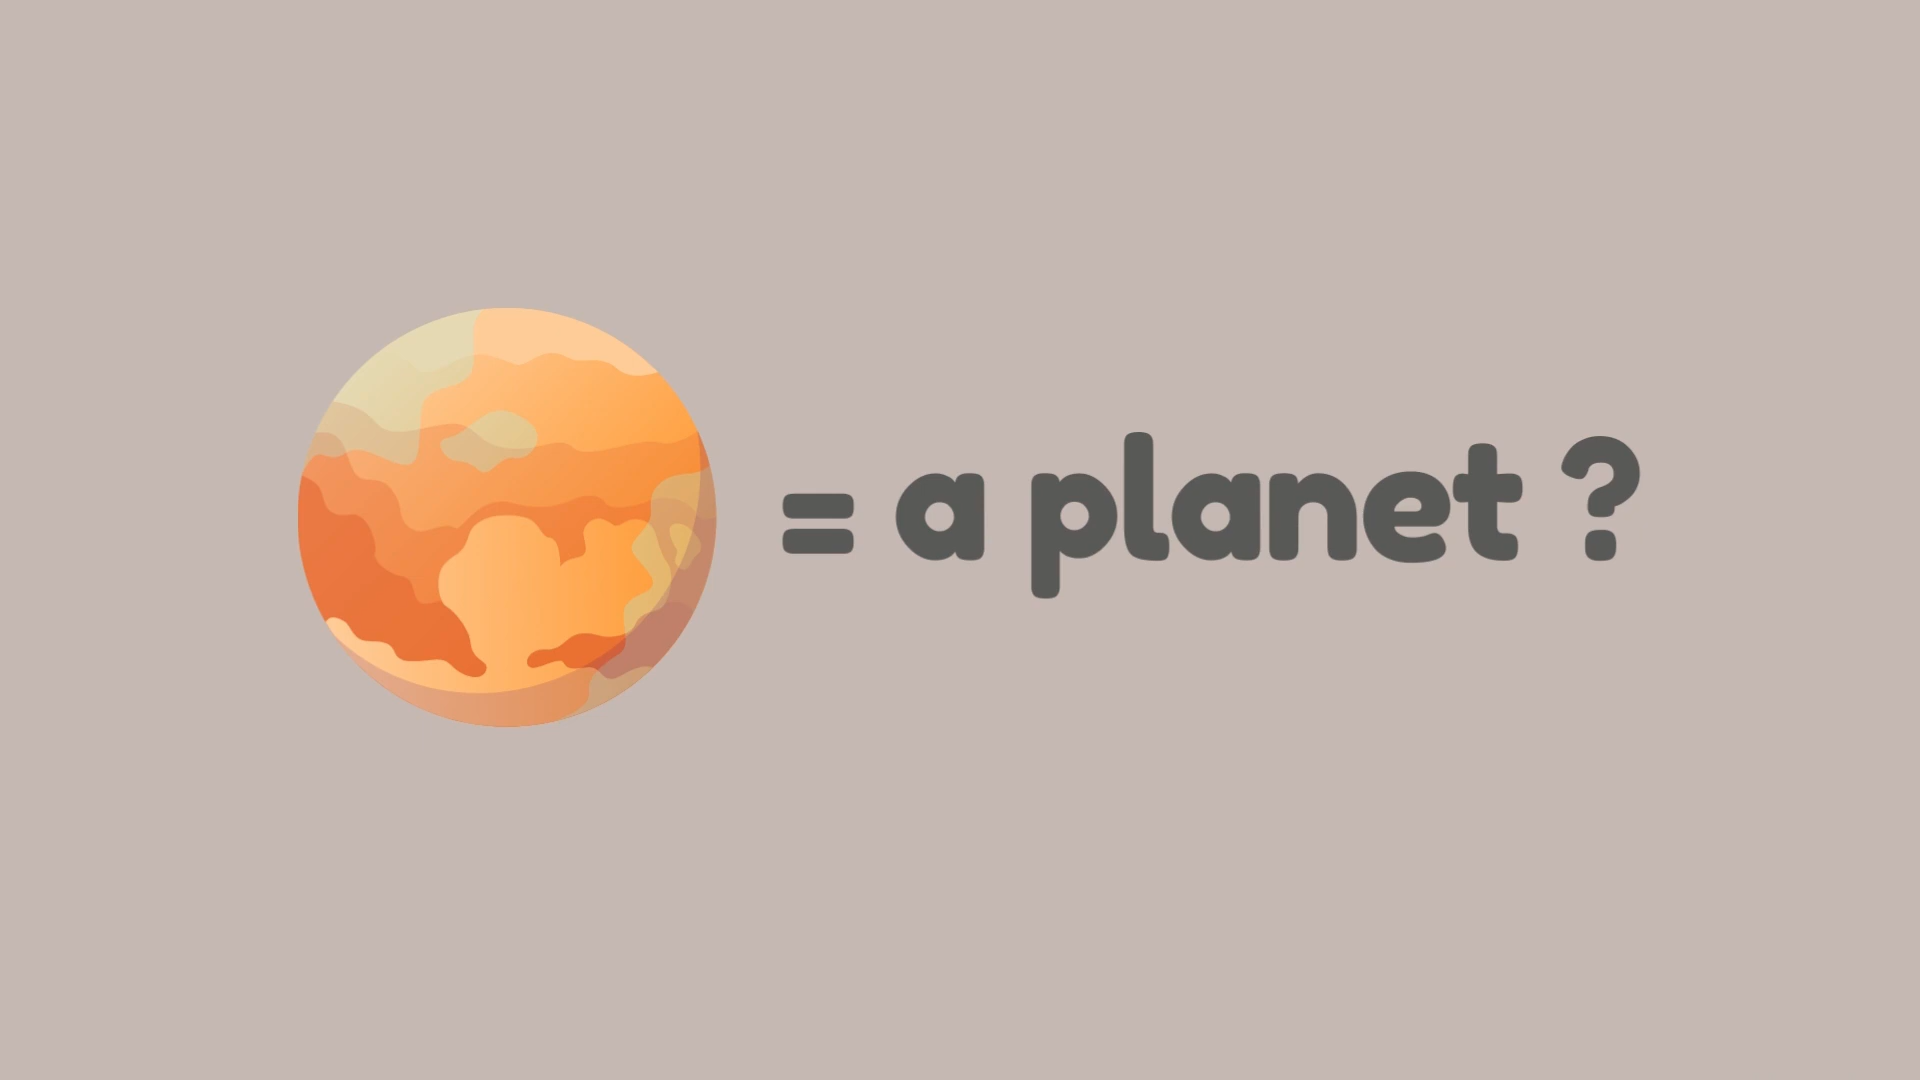 = a planet ?